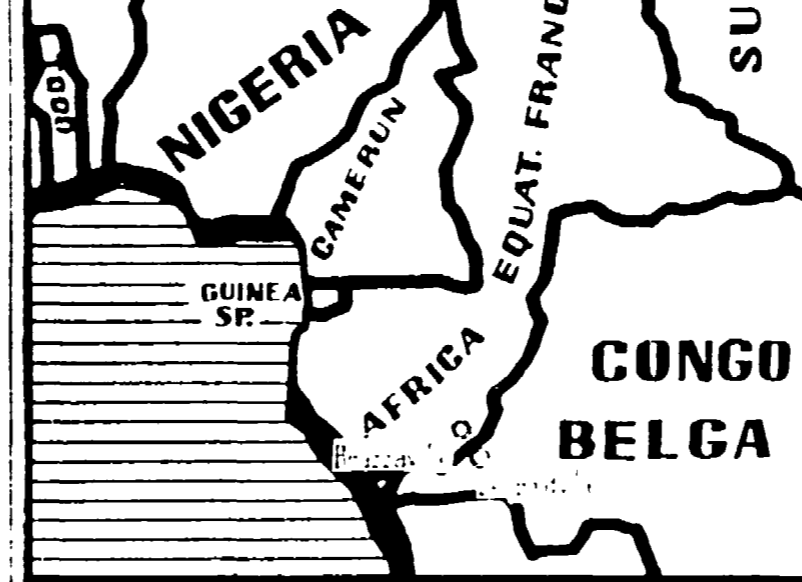 NIGERIA
SU
EQUAT. FRANC
CAMERUN
GUINEA
SP.
AFRICA
CONGO
BELGA